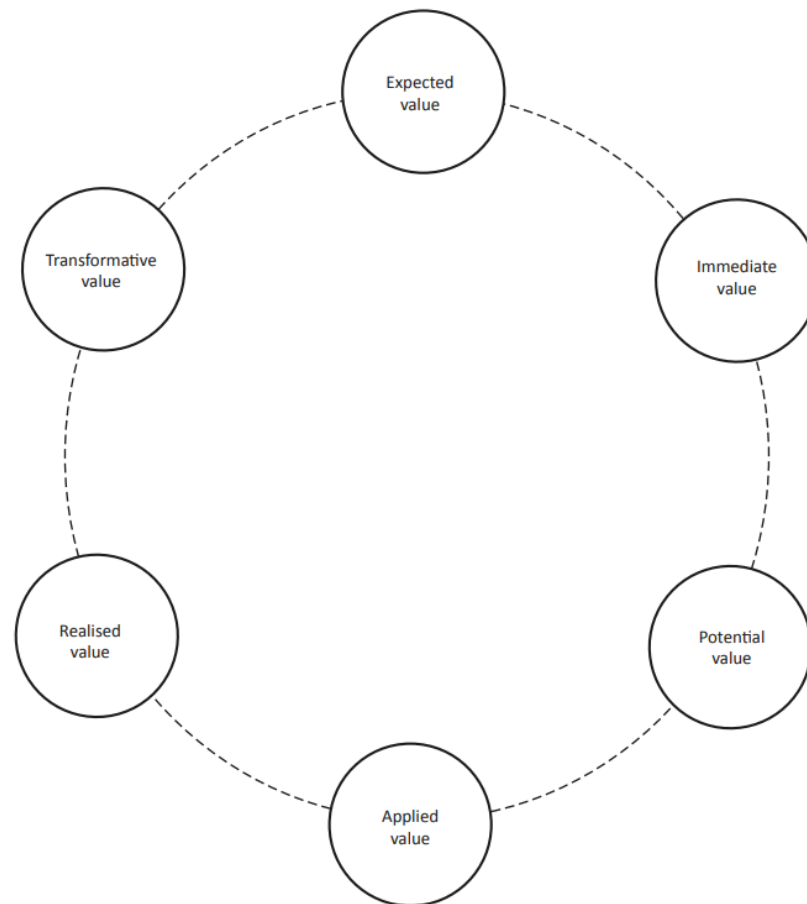 Expected
value
Immediate
value
Potential
value
Applied
value
Realised
value
Transformative
value